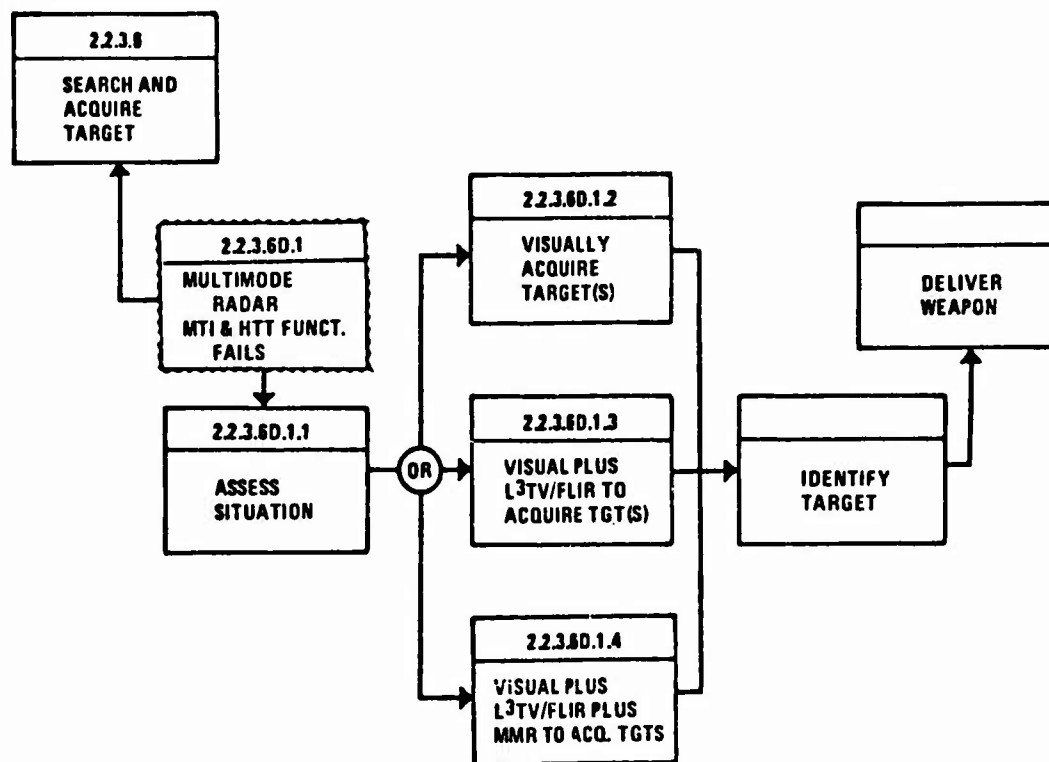 2.2.3.6
SEARCH AND
ACQUIRE
TARGET
2.2.3.6D.1
MULTIMODE
RADAR
MTI & HTT FUNCT.
FAILS
2.2.3.6D.1.1
ASSESS
SITUATION
OR
2.2.3.6D.1.2
VISUALLY
ACQUIRE
TARGET(S)
2.2.3.6D.1.3
VISUAL PLUS
L³TV/FLIR TO
ACQUIRE TGT(S)
2.2.3.6D.1.4
VISUAL PLUS
L³TV/FLIR PLUS
MMR TO ACQ. TGTS
IDENTIFY
TARGET
DELIVER
WEAPON